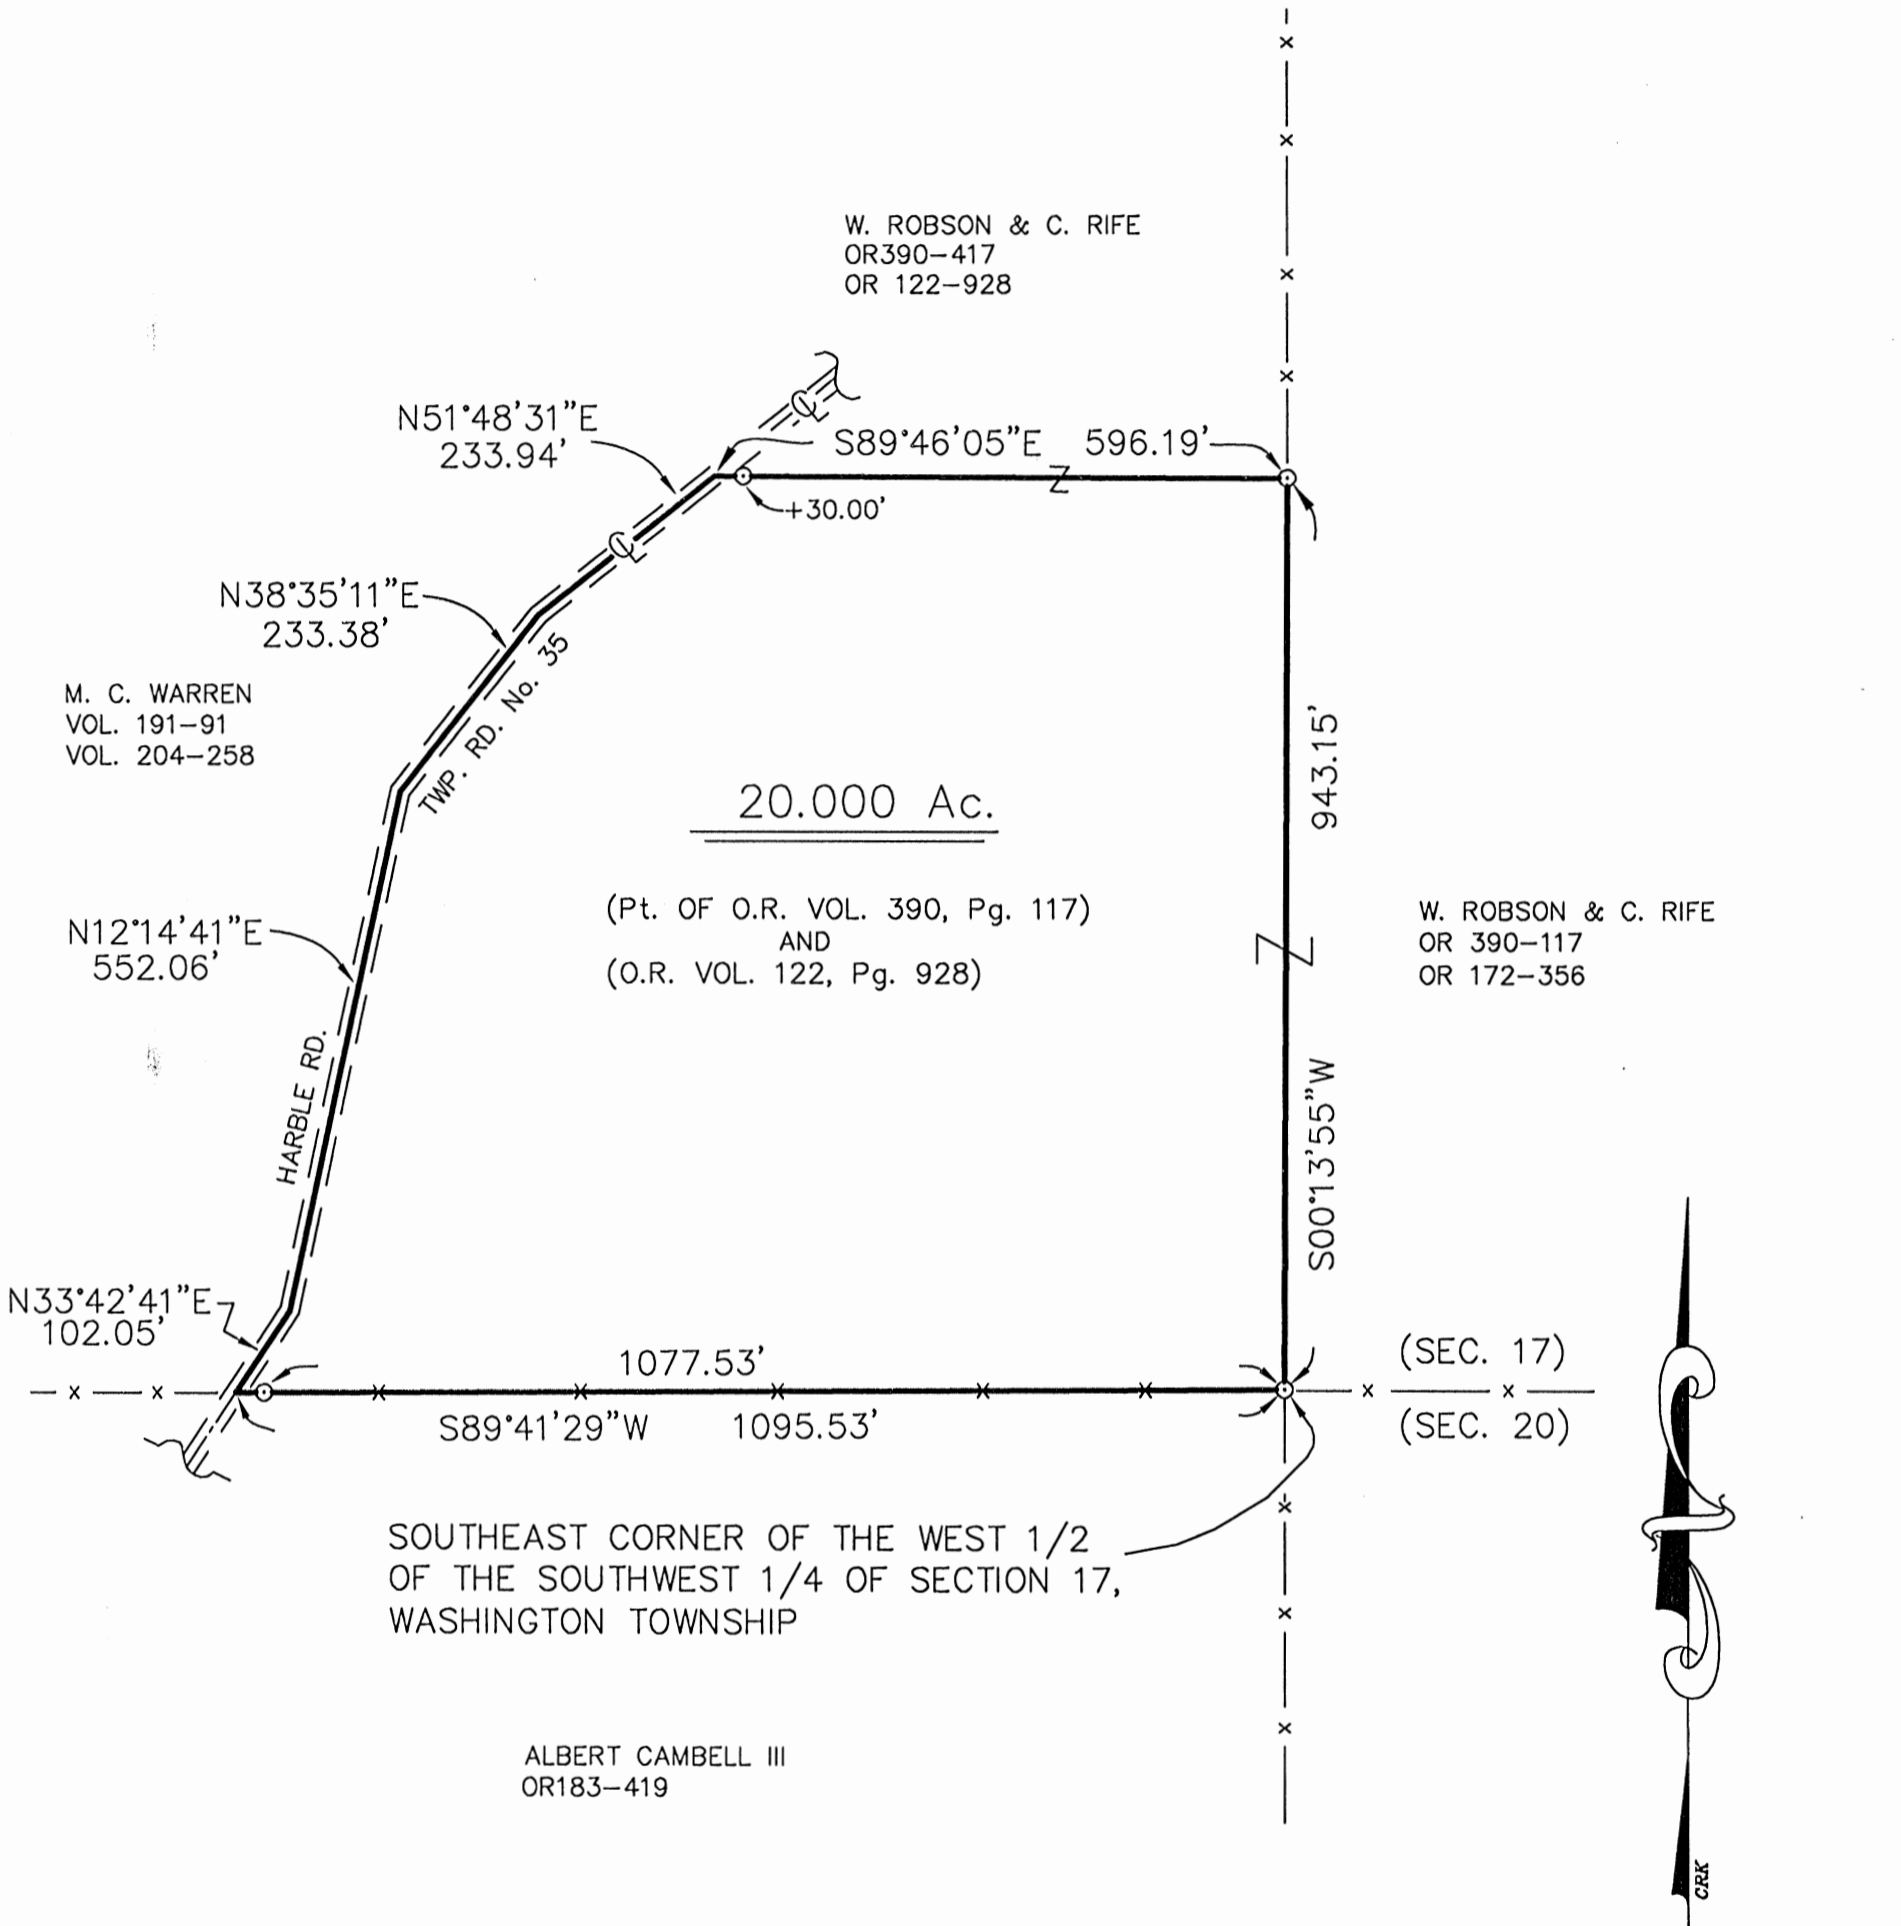 W. ROBSON & C. RIFE
OR390-417
OR 122-928
N51°48'31"E
233.94'
S89°46'05"E 596.19'
+30.00'
N38°35'11"E
233.38'
TWP. RD. No. 35
M. C. WARREN
VOL. 191-91
VOL. 204-258
943.15'
20.000 Ac.
(Pt. OF O.R. VOL. 390, Pg. 117)
AND
(O.R. VOL. 122, Pg. 928)
W. ROBSON & C. RIFE
OR 390-117
OR 172-356
N12°14'41"E
552.06'
HARBLE RD.
S00°13'55"W
N33°42'41"E
102.05'
1077.53'
S89°41'29"W 1095.53'
(SEC. 17)
(SEC. 20)
SOUTHEAST CORNER OF THE WEST 1/2
OF THE SOUTHWEST 1/4 OF SECTION 17,
WASHINGTON TOWNSHIP
ALBERT CAMBELL III
OR183-419
CRK